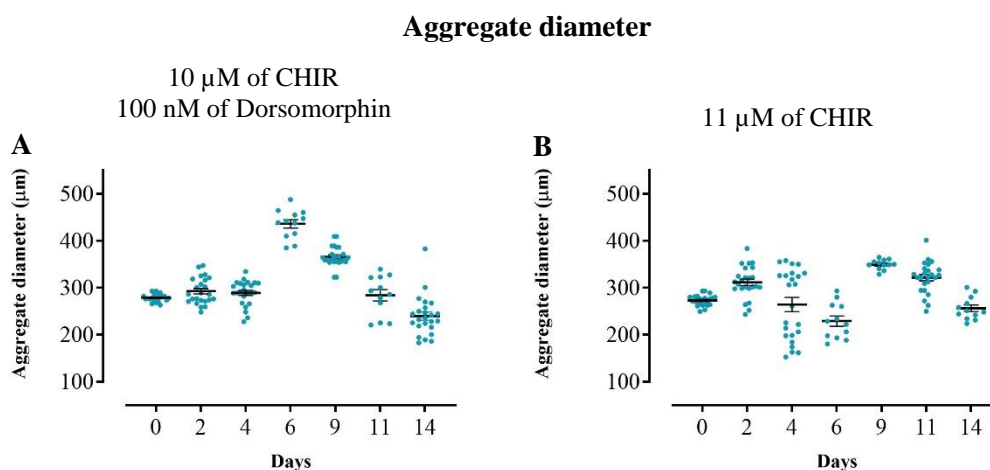 Aggregate diameter
10 µM of CHIR
100 nM of Dorsomorphin
A
Aggregate diameter (µm)
500
400
300
200
100
0 2 4 6 9 11 14
Days
11 µM of CHIR
B
Aggregate diameter (µm)
500
400
300
200
100
0 2 4 6 9 11 14
Days